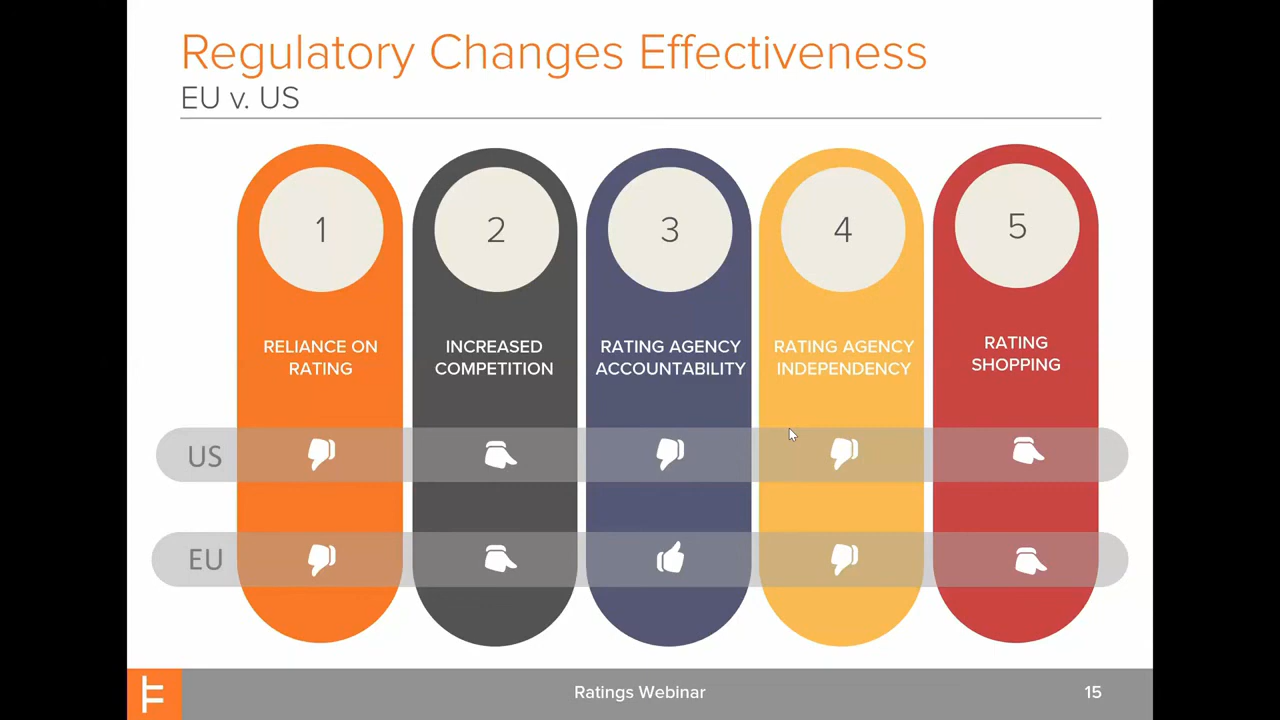 Regulatory Changes Effectiveness
EU v. US
1
2
3
4
5
RELIANCE ON
RATING
INCREASED
COMPETITION
RATING AGENCY
ACCOUNTABILITY
RATING AGENCY
INDEPENDENCY
RATING
SHOPPING
US
EU
Ratings Webinar
15